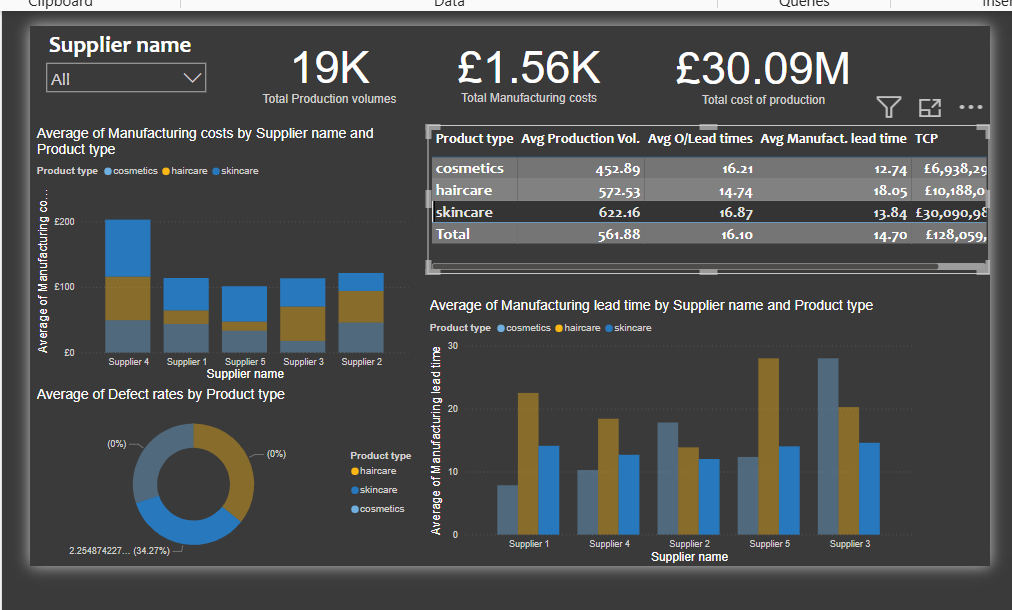 Clipboard
Data
Queries
Inser
Supplier name
All
19K
Total Production volumes
£1.56K
Total Manufacturing costs
£30.09M
Total cost of production
Average of Manufacturing costs by Supplier name and
Product type
Product type cosmetics haircare skincare
Average of Manufacturing co...
£200
£100
£0
Supplier 4 Supplier 1 Supplier 5 Supplier 3 Supplier 2
Supplier name
Product type Avg Production Vol. Avg O/Lead times Avg Manufact. lead time TCP
cosmetics 452.89 16.21 12.74 £6,938,29
haircare 572.53 14.74 18.05 £10,188,0
skincare 622.16 16.87 13.84 £30,090,98
Total 561.88 16.10 14.70 £128,059,
Average of Defect rates by Product type
(0%)
(0%)
2.254874227... (34.27%)
Product type
haircare
skincare
cosmetics
Average of Manufacturing lead time by Supplier name and Product type
Product type cosmetics haircare skincare
Average of Manufacturing lead time
30
20
10
0
Supplier 1 Supplier 4 Supplier 2 Supplier 5 Supplier 3
Supplier name